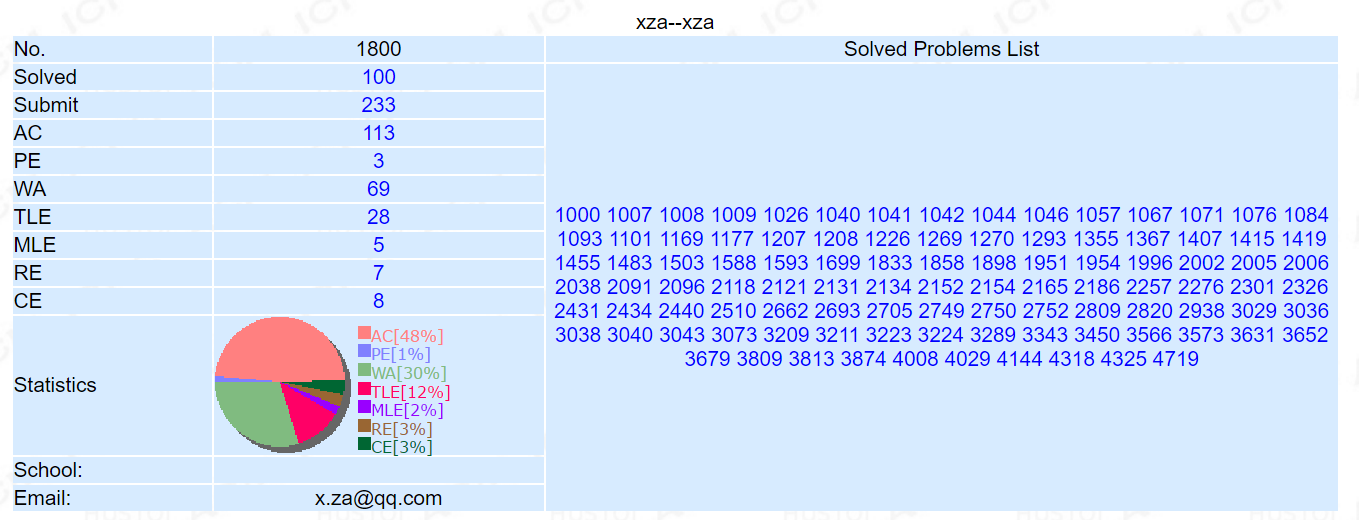 xza--xza
No. 1800 Solved Problems List
Solved 100
Submit 233
AC 113
PE 3
WA 69
TLE 28
MLE 5
RE 7
CE 8
1000 1007 1008 1009 1026 1040 1041 1042 1044 1046 1057 1067 1071 1076 1084
1093 1101 1169 1177 1207 1208 1226 1269 1270 1293 1355 1367 1407 1415 1419
1455 1483 1503 1588 1593 1699 1833 1858 1898 1951 1954 1996 2002 2005 2006
2038 2091 2096 2118 2121 2131 2134 2152 2154 2165 2186 2257 2276 2301 2326
2431 2434 2440 2510 2662 2693 2705 2749 2750 2752 2809 2820 2938 3029 3036
3038 3040 3043 3073 3209 3211 3223 3224 3289 3343 3450 3566 3573 3631 3652
3679 3809 3813 3874 4008 4029 4144 4318 4325 4719
Statistics
AC[48%]
PE[1%]
WA[30%]
TLE[12%]
MLE[2%]
RE[3%]
CE[3%]
School:
Email: x.za@qq.com